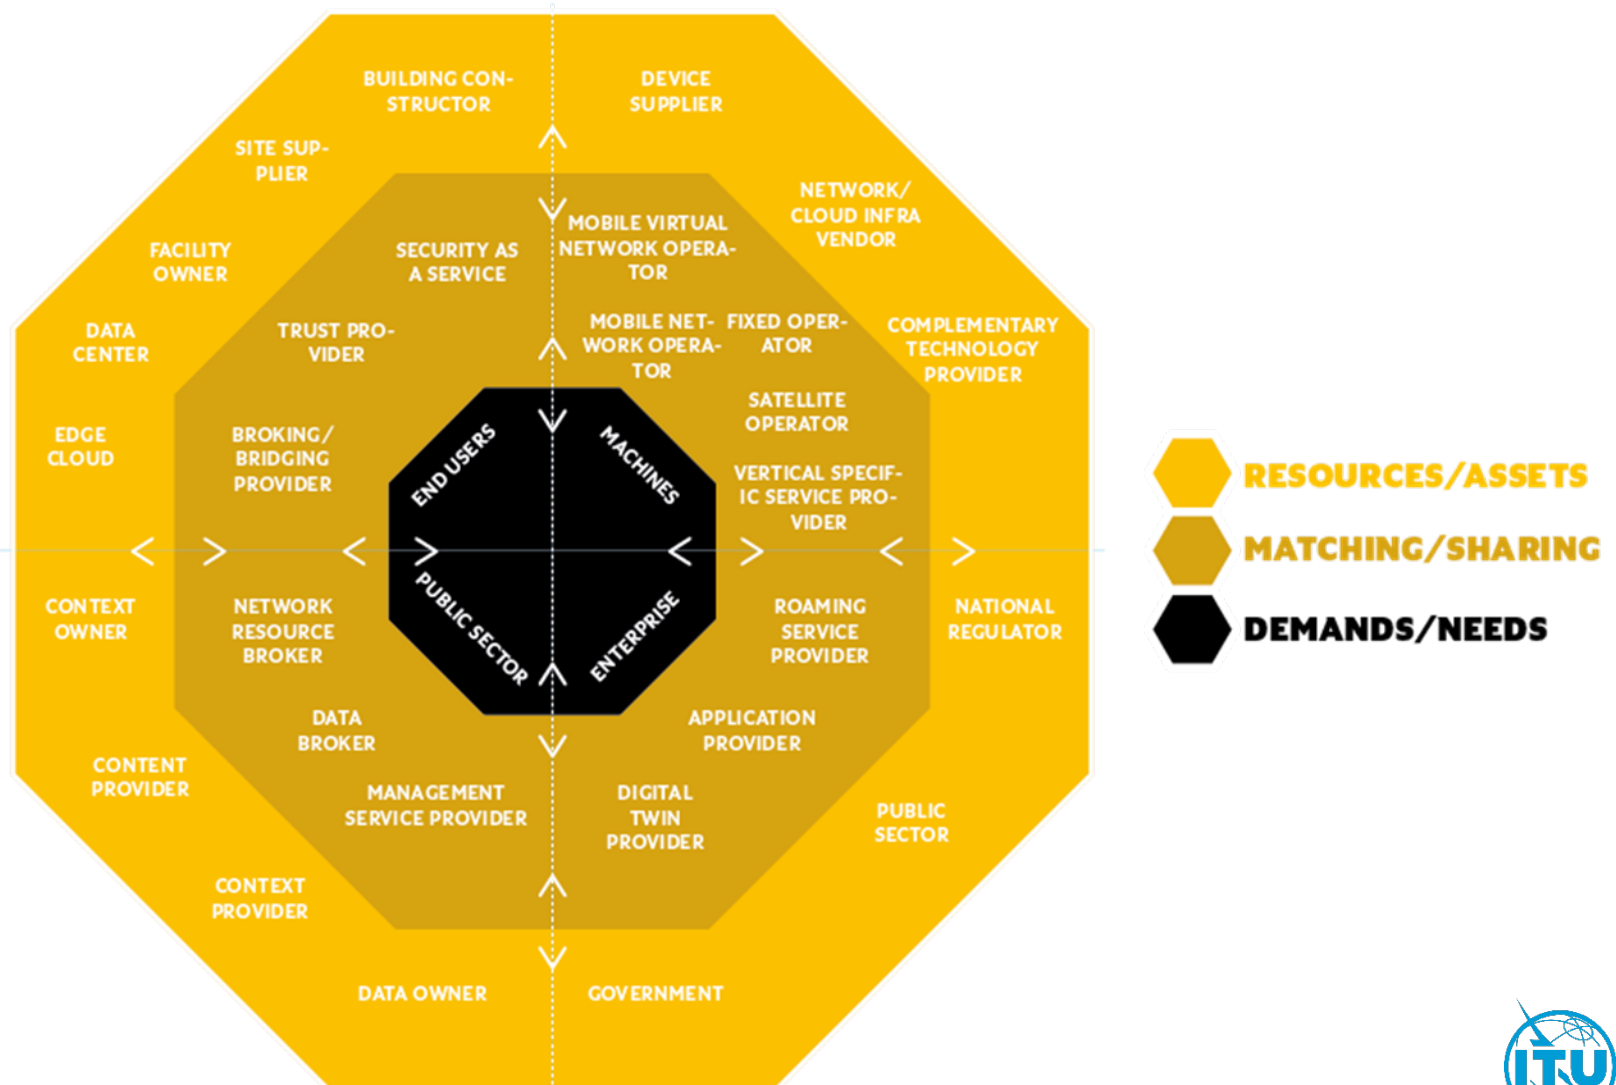 BUILDING CON-
STRUCTOR
DEVICE
SUPPLIER
SITE SUP-
PLIER
NETWORK/
CLOUD INFRA
VENDOR
FACILITY
OWNER
SECURITY AS
A SERVICE
MOBILE VIRTUAL
NETWORK OPERA-
TOR
DATA
CENTER
TRUST PRO-
VIDER
MOBILE NET-
WORK OPERA-
TOR
FIXED OPER-
ATOR
COMPLEMENTARY
TECHNOLOGY
PROVIDER
SATELLITE
OPERATOR
EDGE
CLOUD
BROKING/
BRIDGING
PROVIDER
END USERS
MACHINES
VERTICAL SPECIF-
IC SERVICE PRO-
VIDER
CONTEXT
OWNER
NETWORK
RESOURCE
BROKER
PUBLIC SECTOR
ENTERPRISE
ROAMING
SERVICE
PROVIDER
NATIONAL
REGULATOR
DATA
BROKER
APPLICATION
PROVIDER
CONTENT
PROVIDER
MANAGEMENT
SERVICE PROVIDER
DIGITAL
TWIN
PROVIDER
PUBLIC
SECTOR
CONTEXT
PROVIDER
DATA OWNER
GOVERNMENT
RESOURCES/ASSETS
MATCHING/SHARING
DEMANDS/NEEDS
ITU